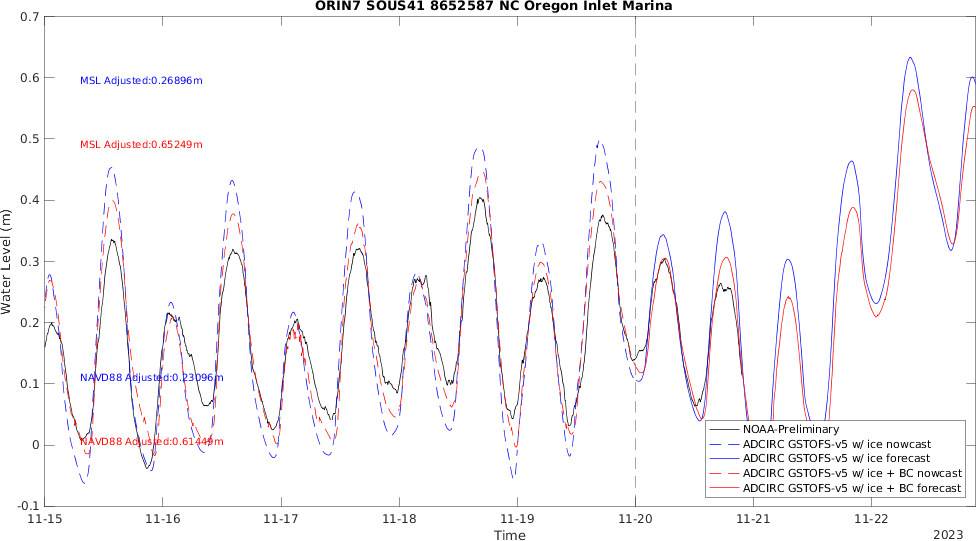 ORIN7 SOUS41 8652587 NC Oregon Inlet Marina
0.7
0.6
0.5
0.4
0.3
0.2
0.1
0
-0.1
Water Level (m)
MSL Adjusted:0.26896m
MSL Adjusted:0.65249m
NAVD88 Adjusted:0.23096m
NAVD88 Adjusted:0.61449m
NOAA-Preliminary
ADCIRC GSTOFS-v5 w/ ice nowcast
ADCIRC GSTOFS-v5 w/ ice forecast
ADCIRC GSTOFS-v5 w/ ice + BC nowcast
ADCIRC GSTOFS-v5 w/ ice + BC forecast
11-15 11-16 11-17 11-18 11-19 11-20 11-21 11-22
Time
2023